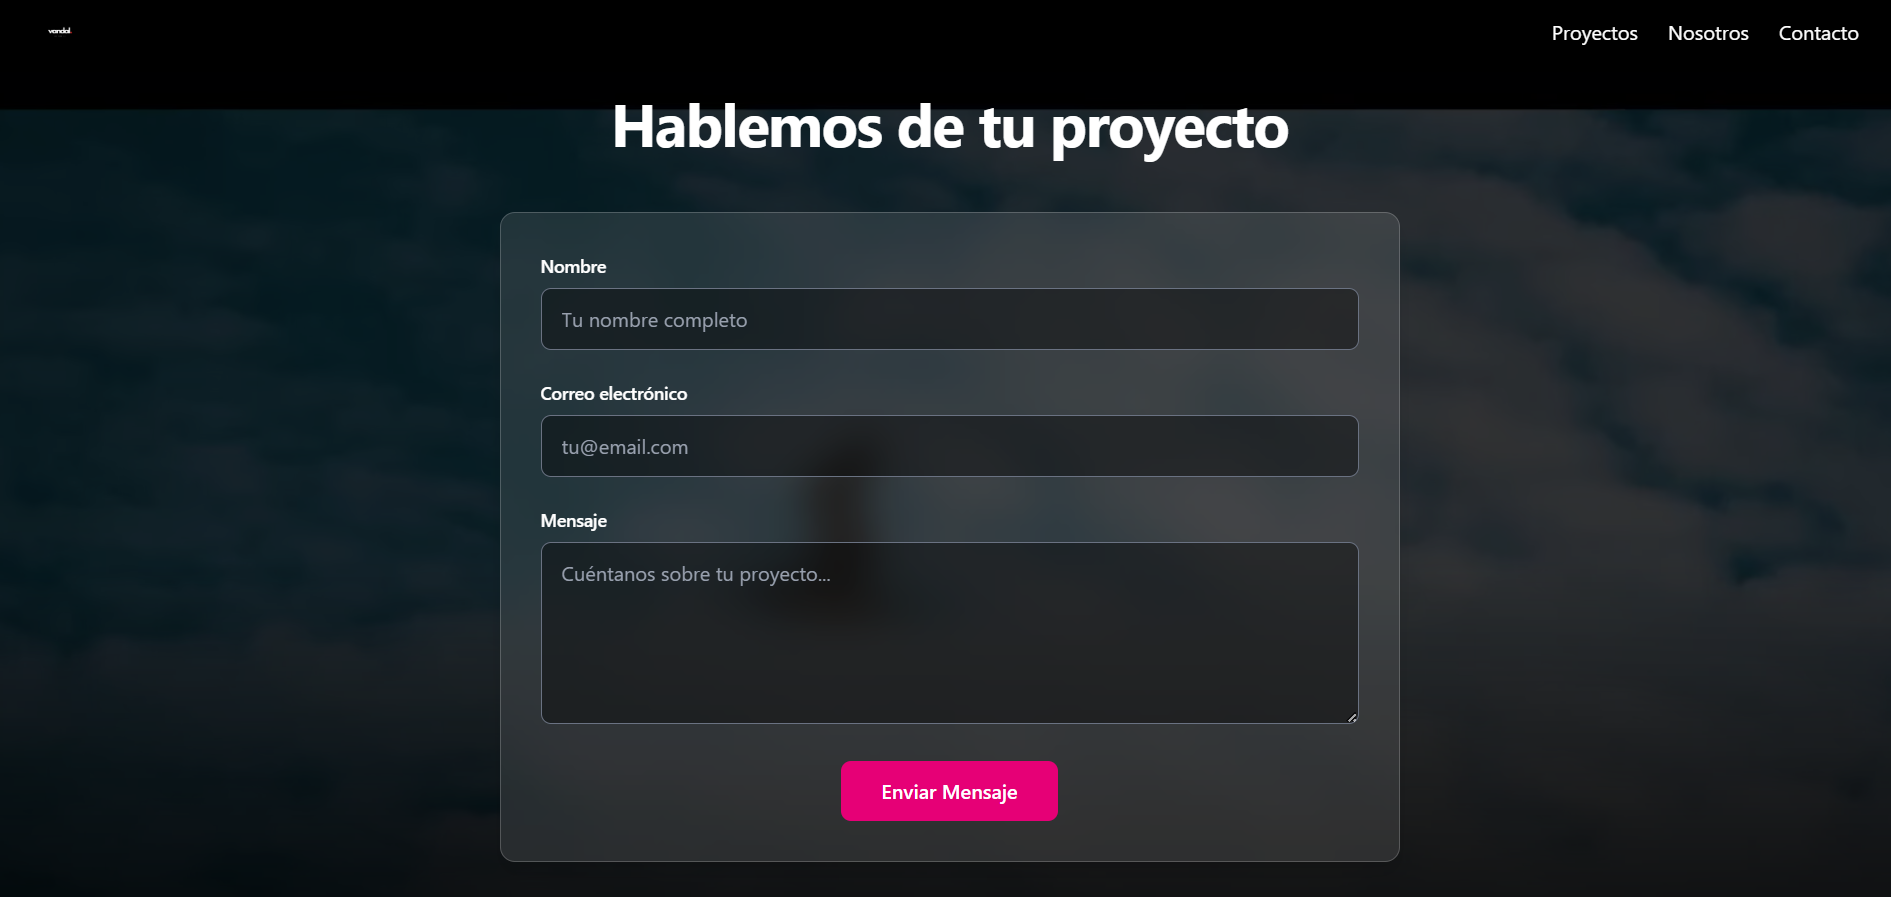 vandal.
Proyectos
Nosotros
Contacto
Hablemos de tu proyecto
Nombre
Tu nombre completo
Correo electrónico
tu@email.com
Mensaje
Cuéntanos sobre tu proyecto...
Enviar Mensaje